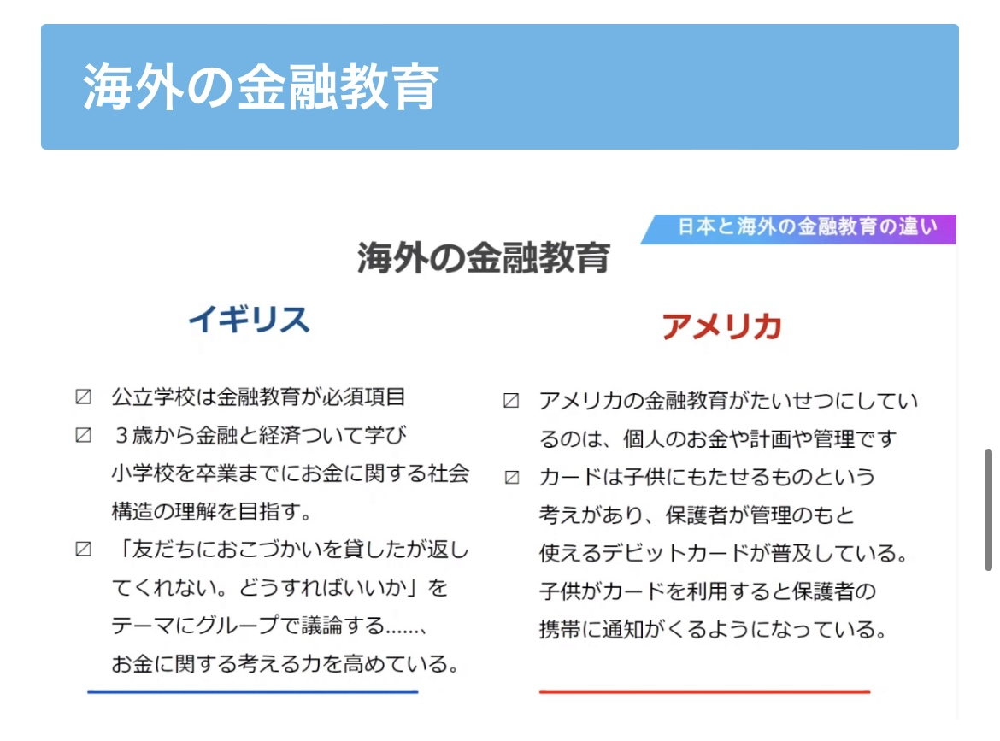 海外の金融教育
日本と海外の金融教育の違い
海外の金融教育
イギリス
☑ 公立学校は金融教育が必須項目
☑ 3歳から金融と経済ついて学び
小学校を卒業までにお金に関する社会
構造の理解を目指す。
☑ 「友だちにおこづかいを貸したが返し
てくれない。どうすればいいか」を
テーマにグループで議論する……、
お金に関する考える力を高めている。
アメリカ
☑ アメリカの金融教育がたいせつにしてい
るのは、個人のお金や計画や管理です
☑ カードは子供にもたせるものという
考えがあり、保護者が管理のもと
使えるデビットカードが普及している。
子供がカードを利用すると保護者の
携帯に通知がくるようになっている。